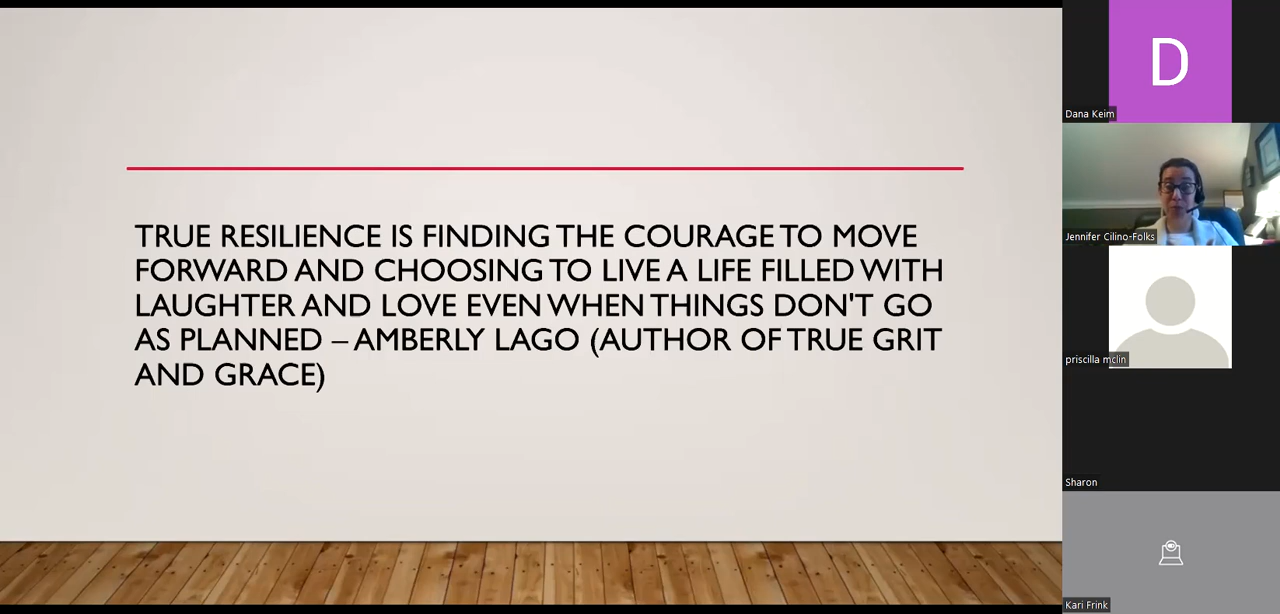 TRUE RESILIENCE IS FINDING THE COURAGE TO MOVE
FORWARD AND CHOOSING TO LIVE A LIFE FILLED WITH
LAUGHTER AND LOVE EVEN WHEN THINGS DON'T GO
AS PLANNED – AMBERLY LAGO (AUTHOR OF TRUE GRIT
AND GRACE)
D
Dana Keim
Jennifer Cilino-Folks
priscilla mclin
Sharon
Kari Frink